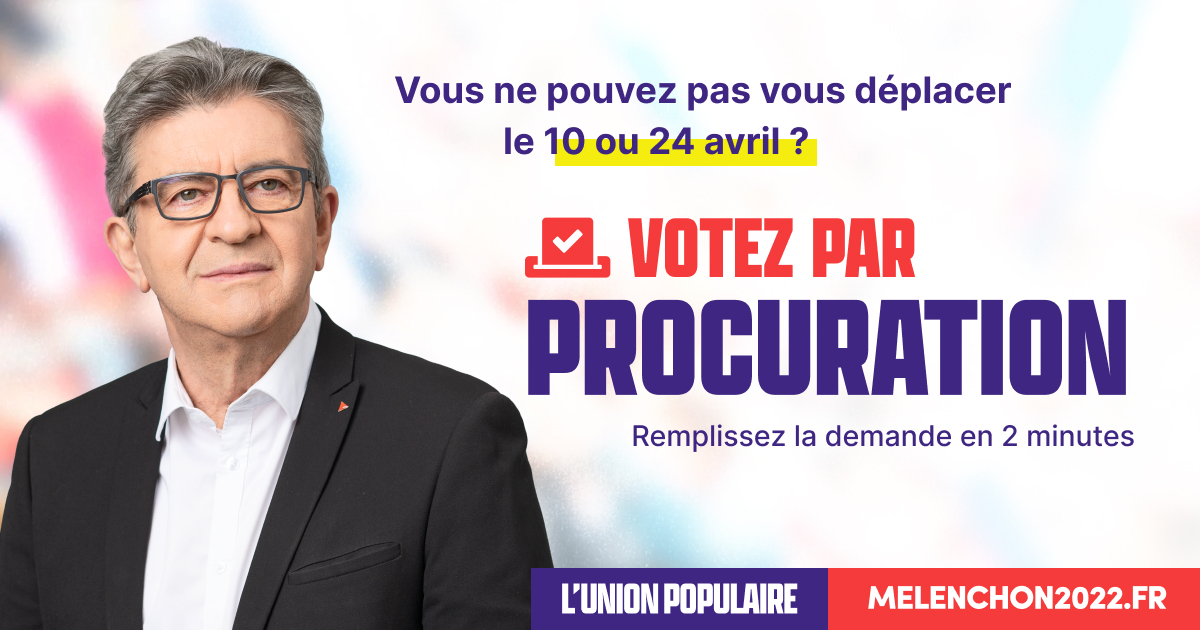 Vous ne pouvez pas vous déplacer
le 10 ou 24 avril ?
VOTEZ PAR
PROCURATION
Remplissez la demande en 2 minutes
L'UNION POPULAIRE
MELENCHON2022.FR